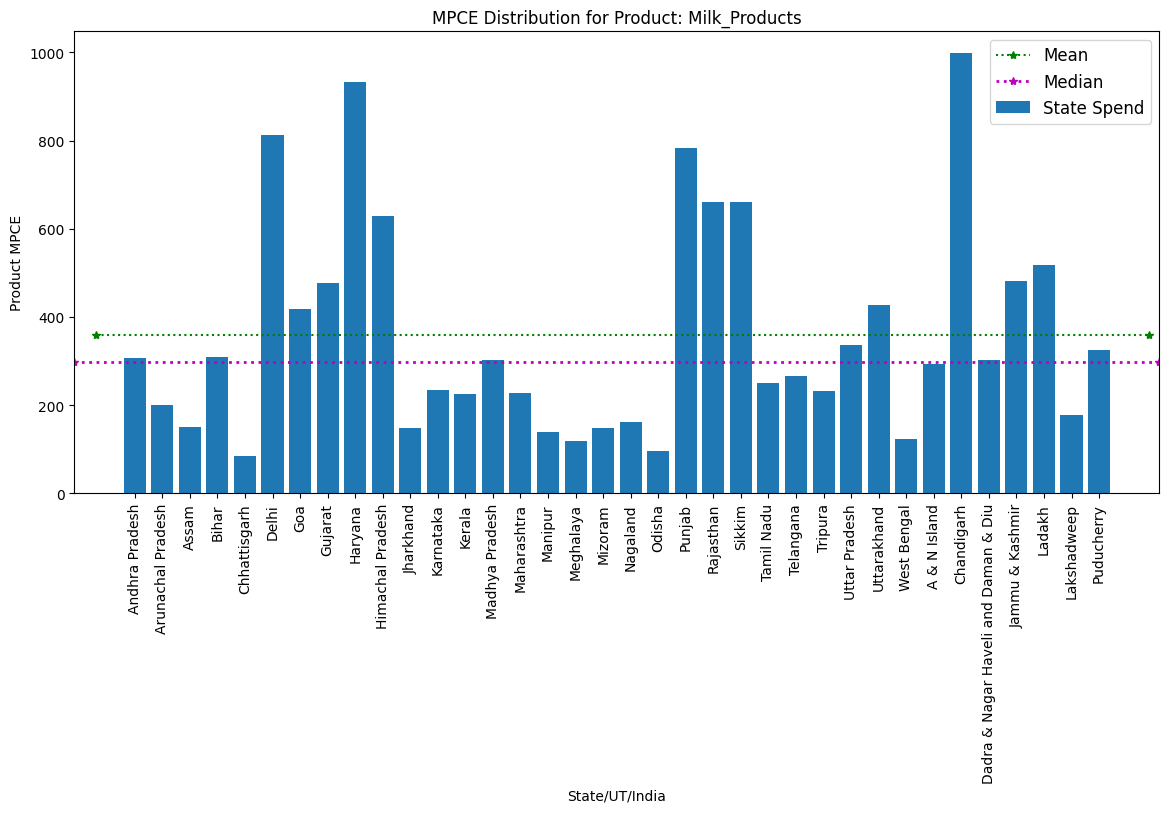 MPCE Distribution for Product: Milk_Products
1000
800
600
400
200
0
Product MPCE
Mean
Median
State Spend
Andhra Pradesh
Arunachal Pradesh
Assam
Bihar
Chhattisgarh
Delhi
Goa
Gujarat
Haryana
Himachal Pradesh
Jharkhand
Karnataka
Kerala
Madhya Pradesh
Maharashtra
Manipur
Meghalaya
Mizoram
Nagaland
Odisha
Punjab
Rajasthan
Sikkim
Tamil Nadu
Telangana
Tripura
Uttar Pradesh
Uttarakhand
West Bengal
A & N Island
Chandigarh
Dadra & Nagar Haveli and Daman & Diu
Jammu & Kashmir
Ladakh
Lakshadweep
Puducherry
State/UT/India